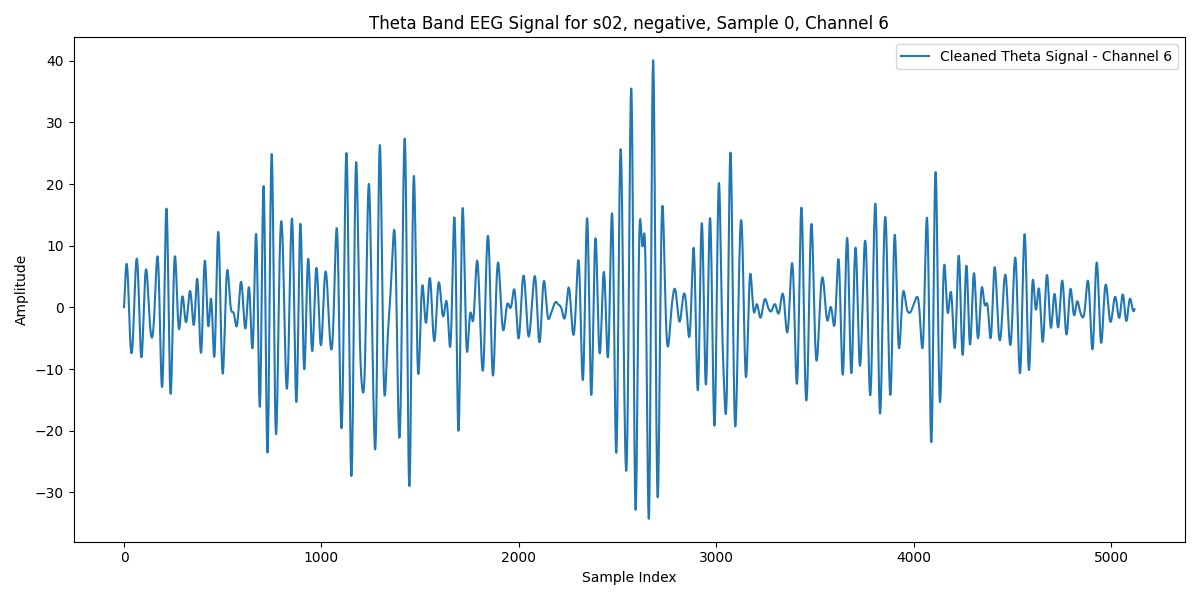 Theta Band EEG Signal for s02, negative, Sample 0, Channel 6
Cleaned Theta Signal - Channel 6
Amplitude
40
30
20
10
0
−10
−20
−30
0 1000 2000 3000 4000 5000
Sample Index